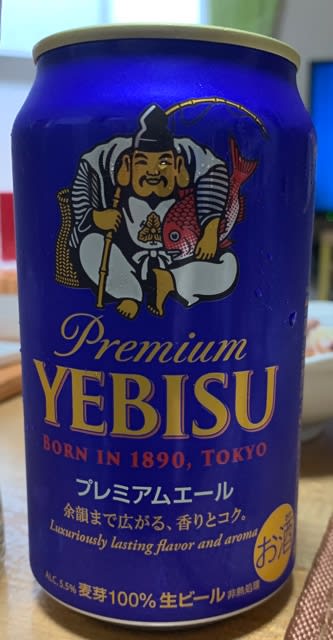 Premium
YEBISU
BORN IN 1890, TOKYO
プレミアムエール
余韻まで広がる、香りとコク。
Luxuriously lasting flavor and aroma
お酒
ALC. 5.5% 麦芽100% 生ビール 非熱処理